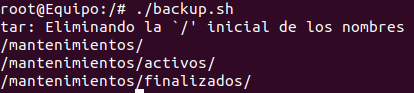 root@Equipo:/# ./backup.sh
tar: Eliminando la `/' inicial de los nombres
/mantenimientos/
/mantenimientos/activos/
/mantenimientos/finalizados/